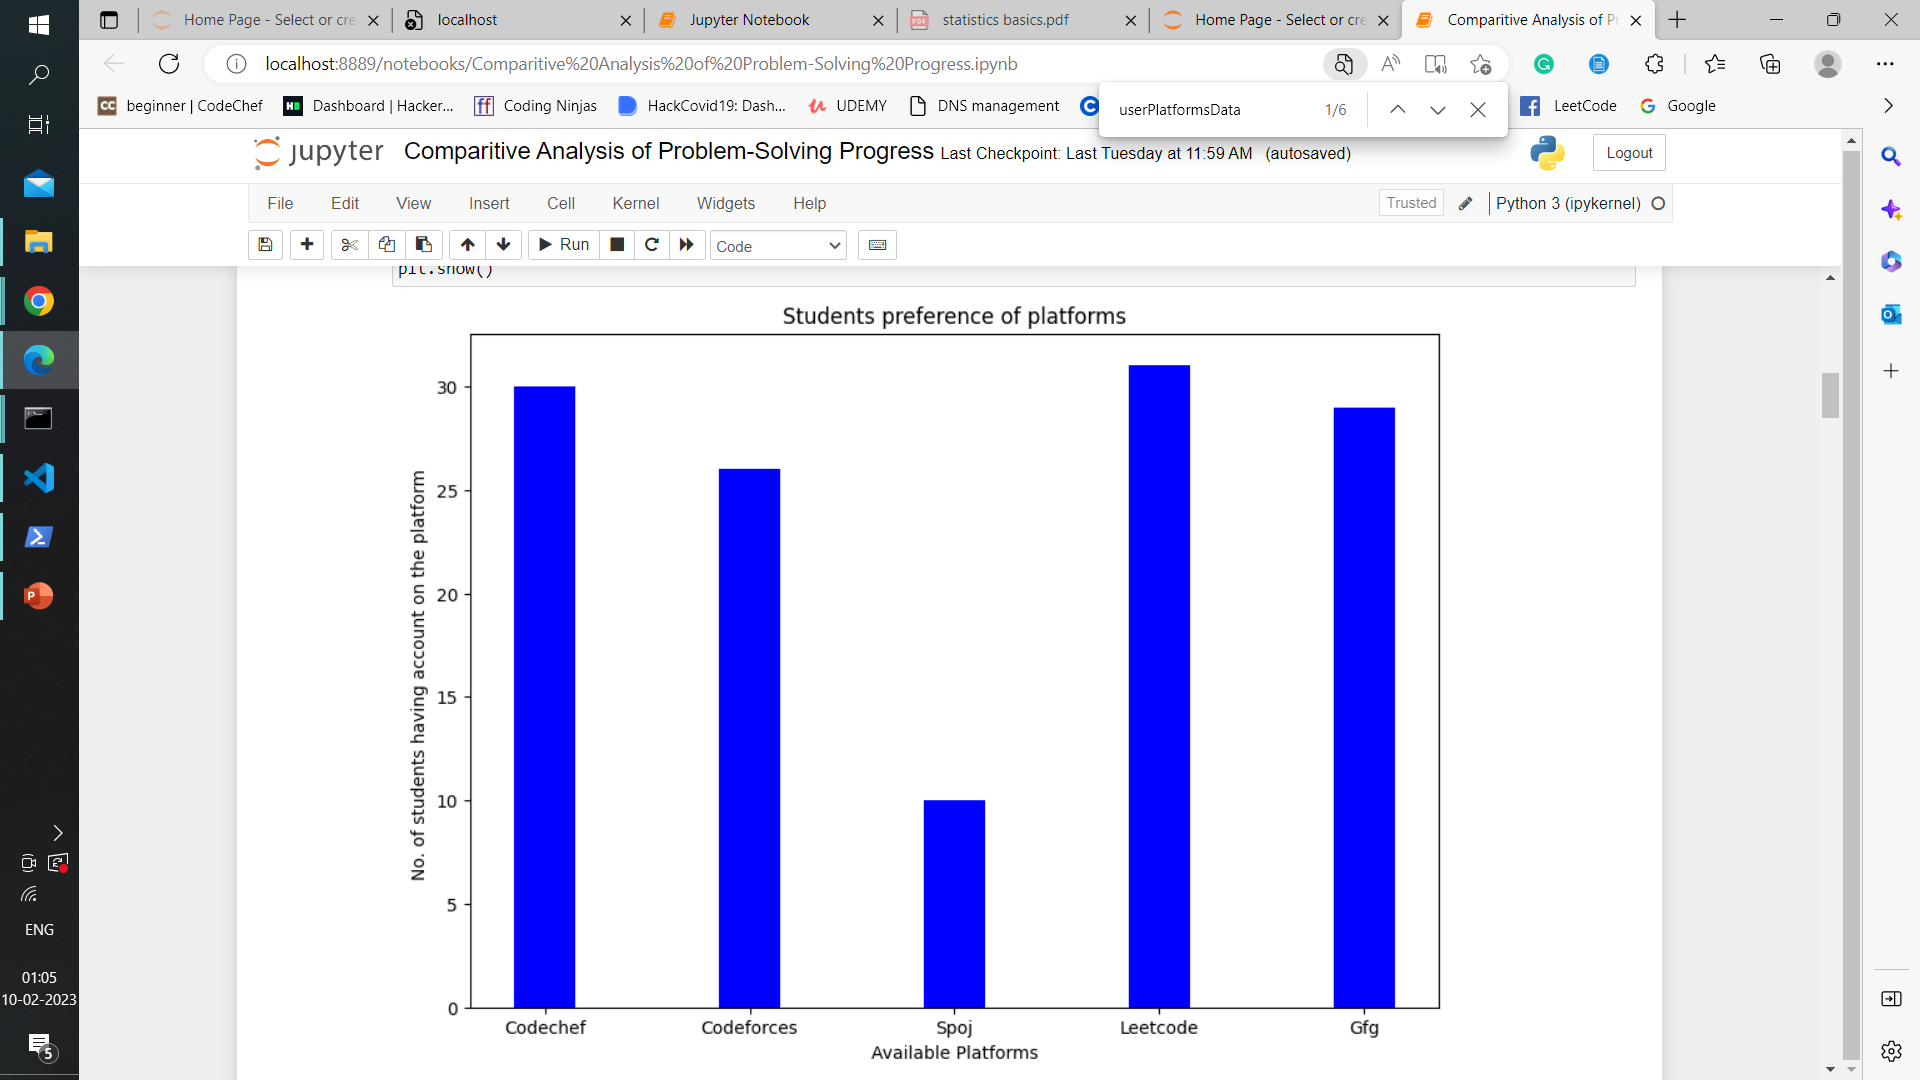 Home Page - Select or cre
localhost
Jupyter Notebook
statistics basics.pdf
Home Page - Select or cre
Comparitive Analysis of P
localhost:8889/notebooks/Comparitive%20Analysis%20of%20Problem-Solving%20Progress.ipynb
CC beginner | CodeChef
Dashboard | Hacker...
Coding Ninjas
HackCovid19: Dash...
UDEMY
DNS management
LeetCode
Google
userPlatformsData 1/6
jupyter Comparitive Analysis of Problem-Solving Progress Last Checkpoint: Last Tuesday at 11:59 AM (autosaved)
Logout
File Edit View Insert Cell Kernel Widgets Help
Trusted
Python 3 (ipykernel)
Run
Code
plt.show()
Students preference of platforms
No. of students having account on the platform
30
25
20
15
10
5
0
Codechef Codeforces Spoj Leetcode Gfg
Available Platforms
ENG
01:05
10-02-2023
5